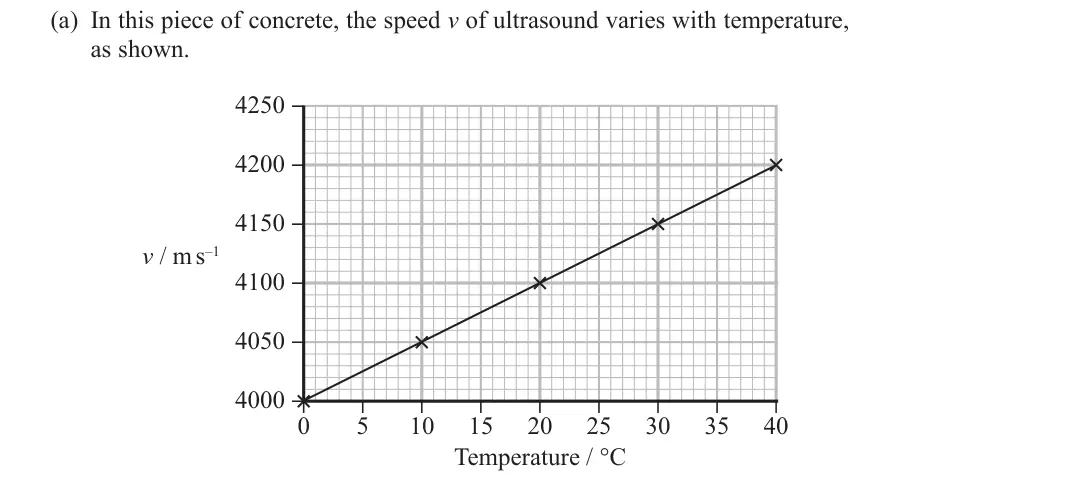 (a) In this piece of concrete, the speed v of ultrasound varies with temperature,
as shown.
4250
4200
4150
v / m s⁻¹
4100
4050
4000
0 5 10 15 20 25 30 35 40
Temperature / °C